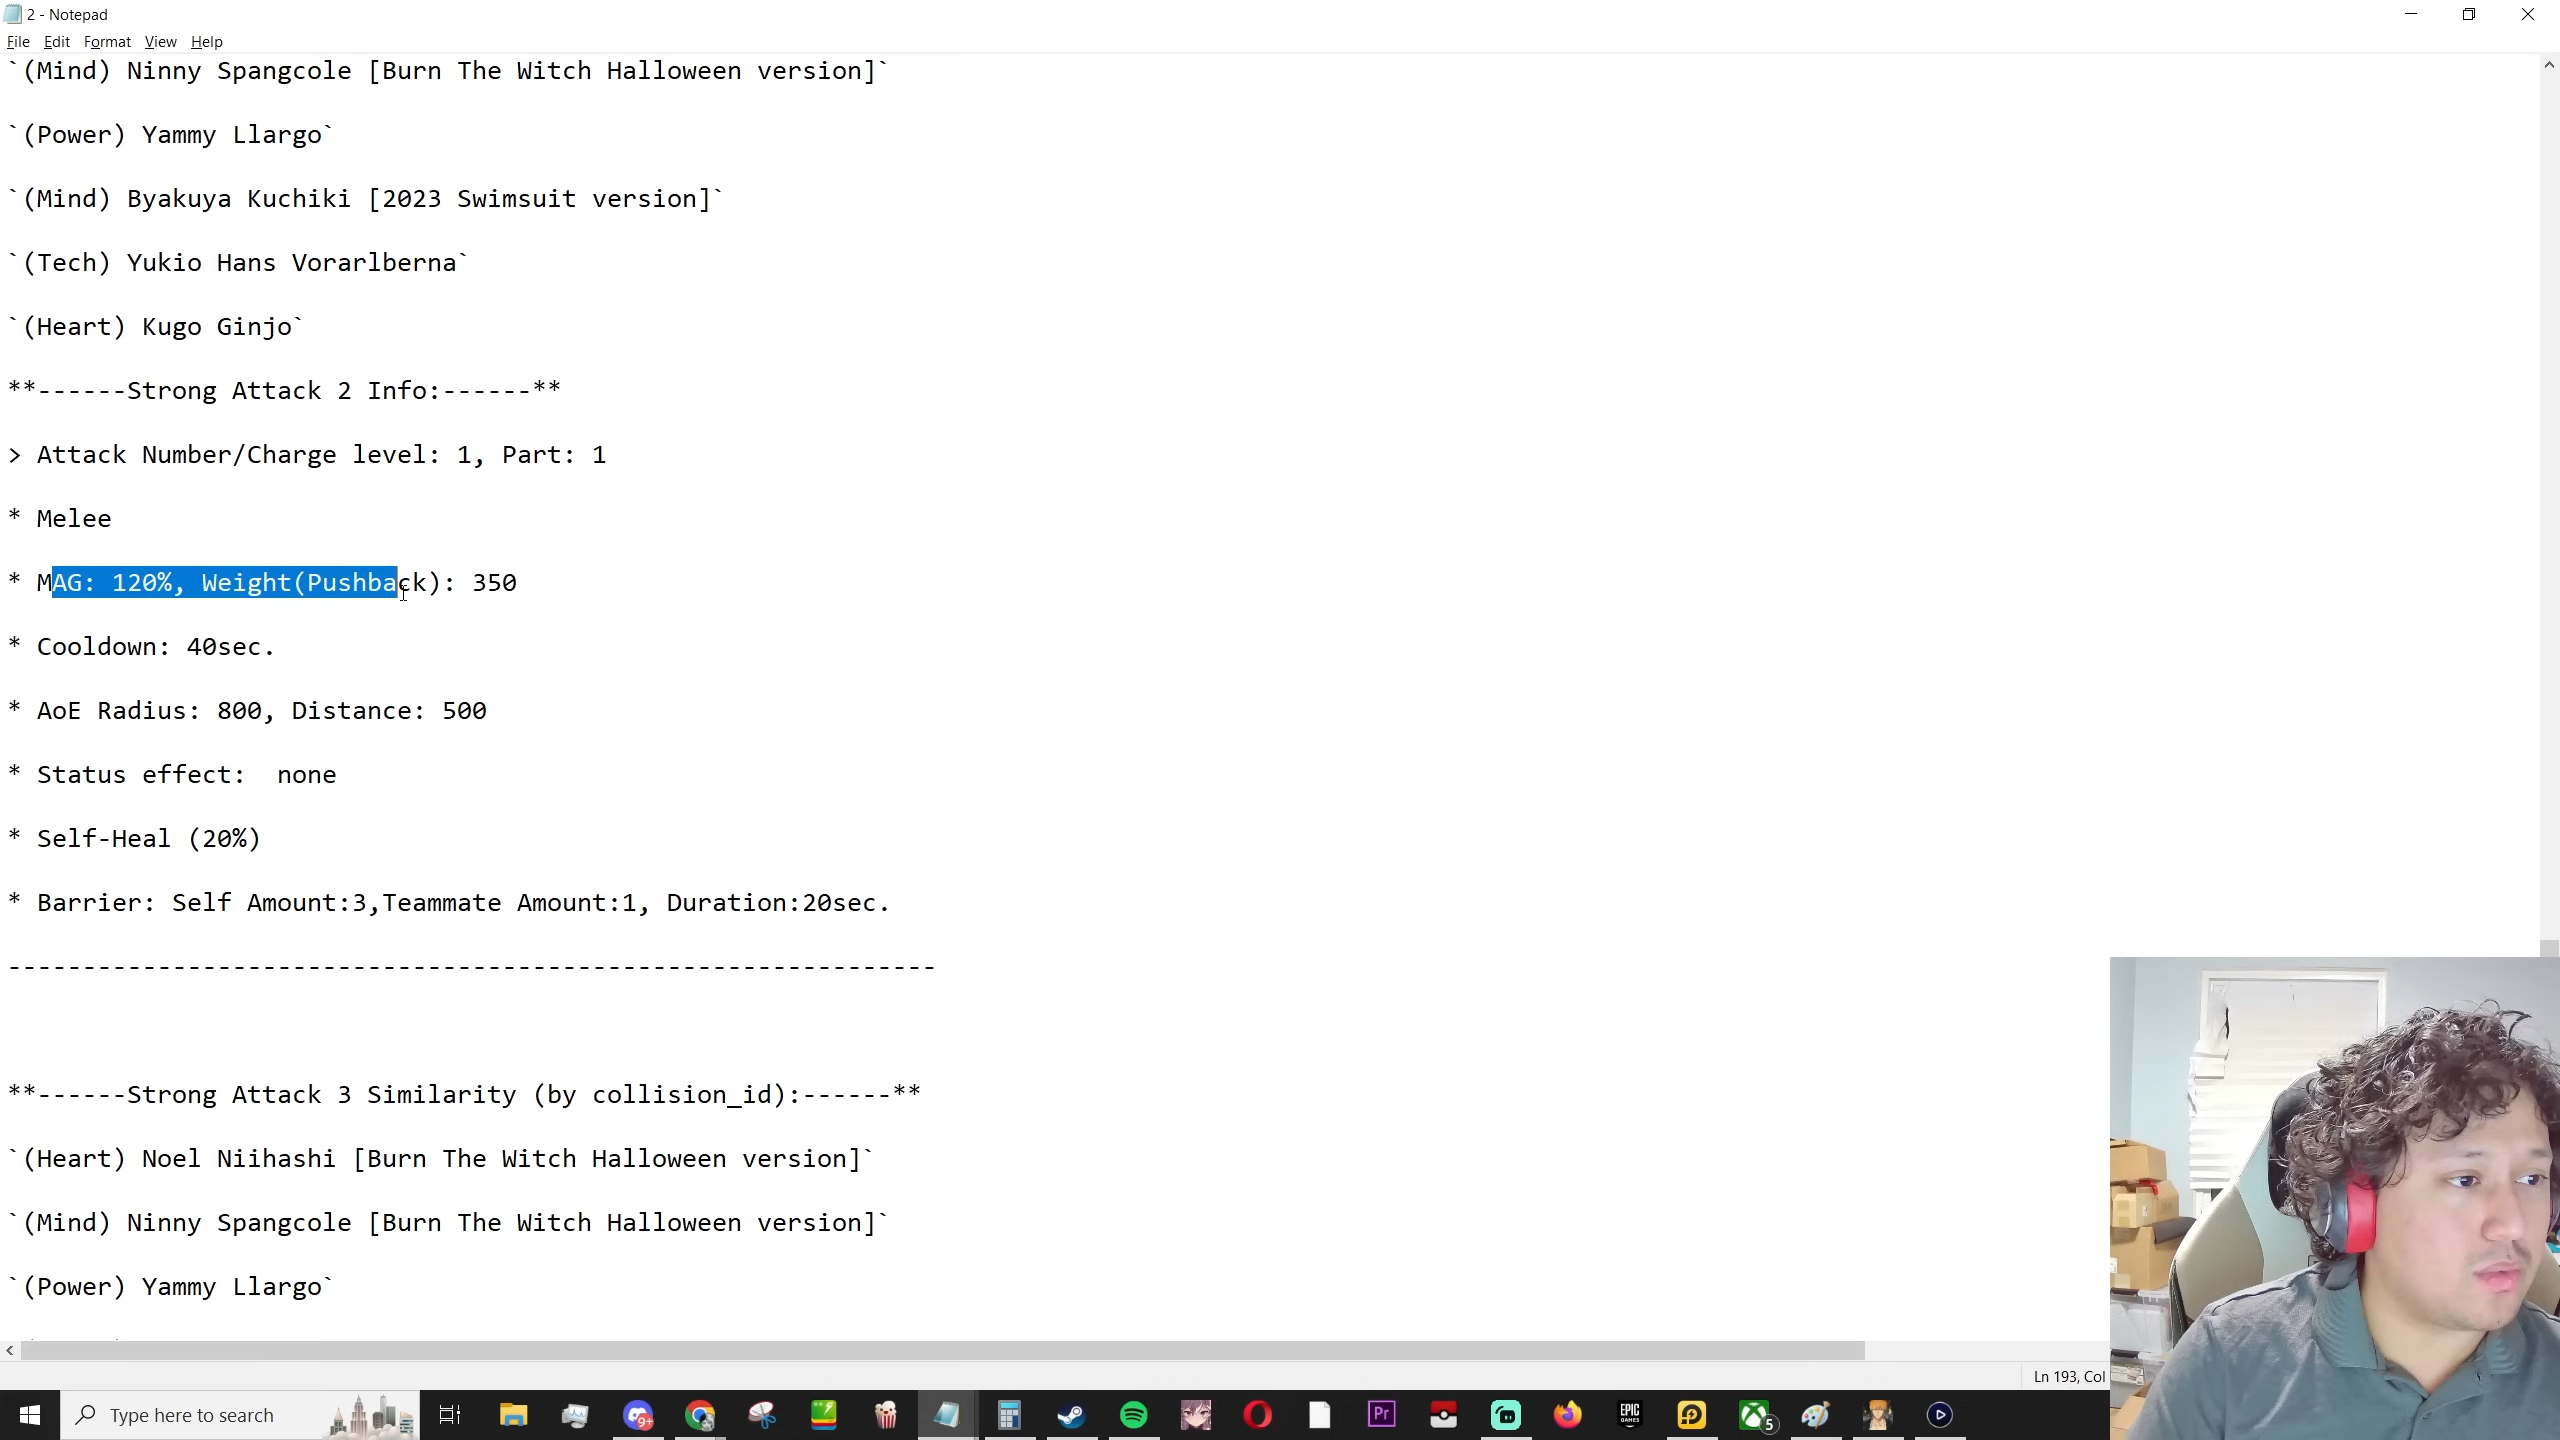 2 - Notepad
File Edit Format View Help
`(Mind) Ninny Spangcole [Burn The Witch Halloween version]`
`(Power) Yammy Llargo`
`(Mind) Byakuya Kuchiki [2023 Swimsuit version]`
`(Tech) Yukio Hans Vorarlberna`
`(Heart) Kugo Ginjo`
**------Strong Attack 2 Info:------**
> Attack Number/Charge level: 1, Part: 1
* Melee
* MAG: 120%, Weight(Pushback): 350
* Cooldown: 40sec.
* AoE Radius: 800, Distance: 500
* Status effect:  none
* Self-Heal (20%)
* Barrier: Self Amount:3,Teammate Amount:1, Duration:20sec.
--------------------------------------------------------------
**------Strong Attack 3 Similarity (by collision_id):------**
`(Heart) Noel Niihashi [Burn The Witch Halloween version]`
`(Mind) Ninny Spangcole [Burn The Witch Halloween version]`
`(Power) Yammy Llargo`
Ln 193, Col
Type here to search
9+
Pr
EPIC
GAMES
5